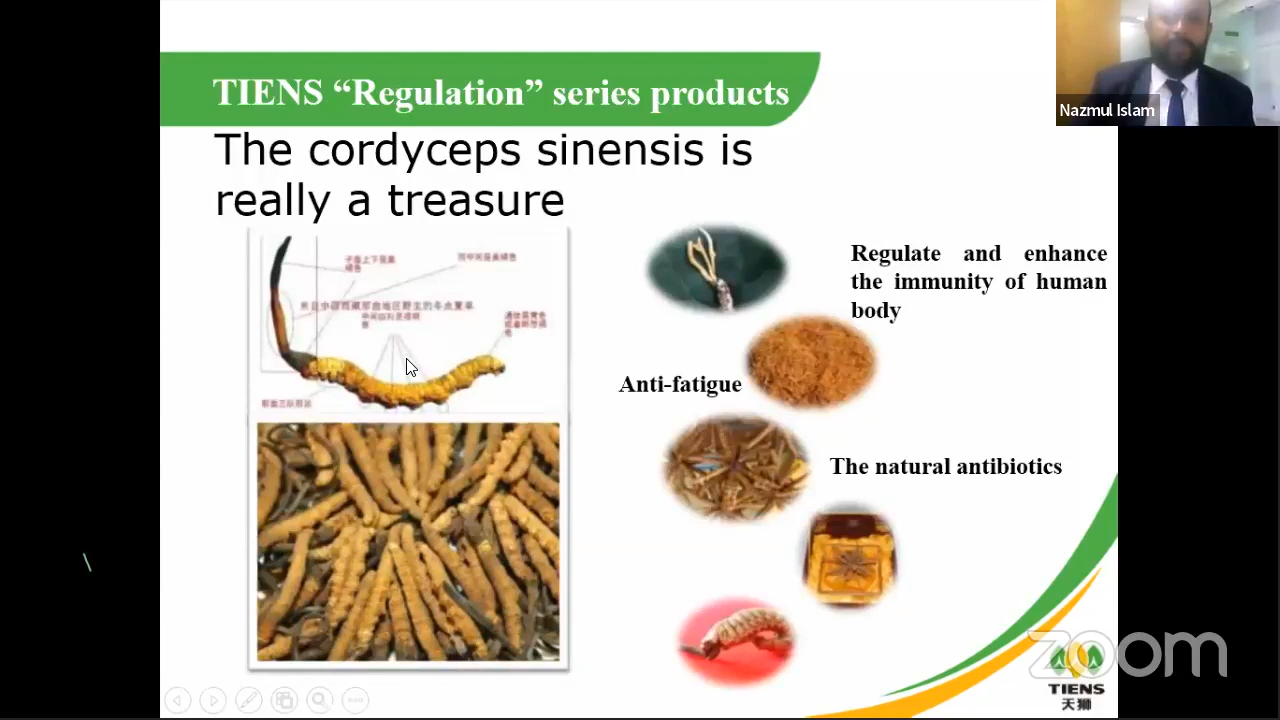 TIENS “Regulation” series products
The cordyceps sinensis is
really a treasure
Nazmul Islam
Regulate and enhance
the immunity of human
body
Anti-fatigue
The natural antibiotics
zoom
TIENS
天狮